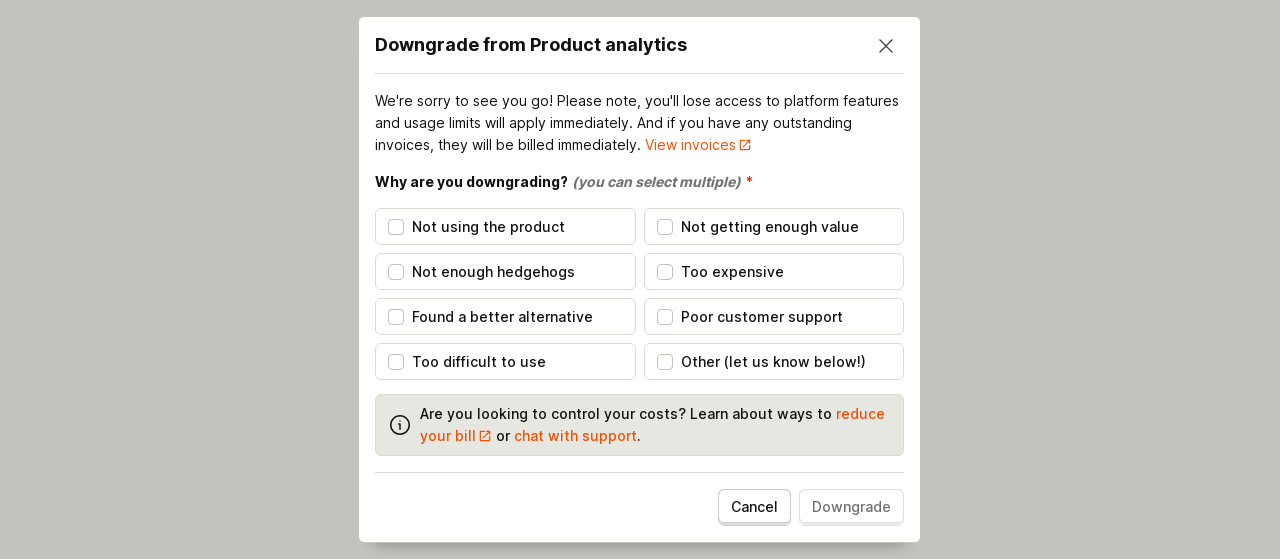 Downgrade from Product analytics
We're sorry to see you go! Please note, you'll lose access to platform features
and usage limits will apply immediately. And if you have any outstanding
invoices, they will be billed immediately. View invoices
Why are you downgrading? (you can select multiple) *
Not using the product
Not getting enough value
Not enough hedgehogs
Too expensive
Found a better alternative
Poor customer support
Too difficult to use
Other (let us know below!)
Are you looking to control your costs? Learn about ways to reduce
your bill or chat with support.
Cancel
Downgrade